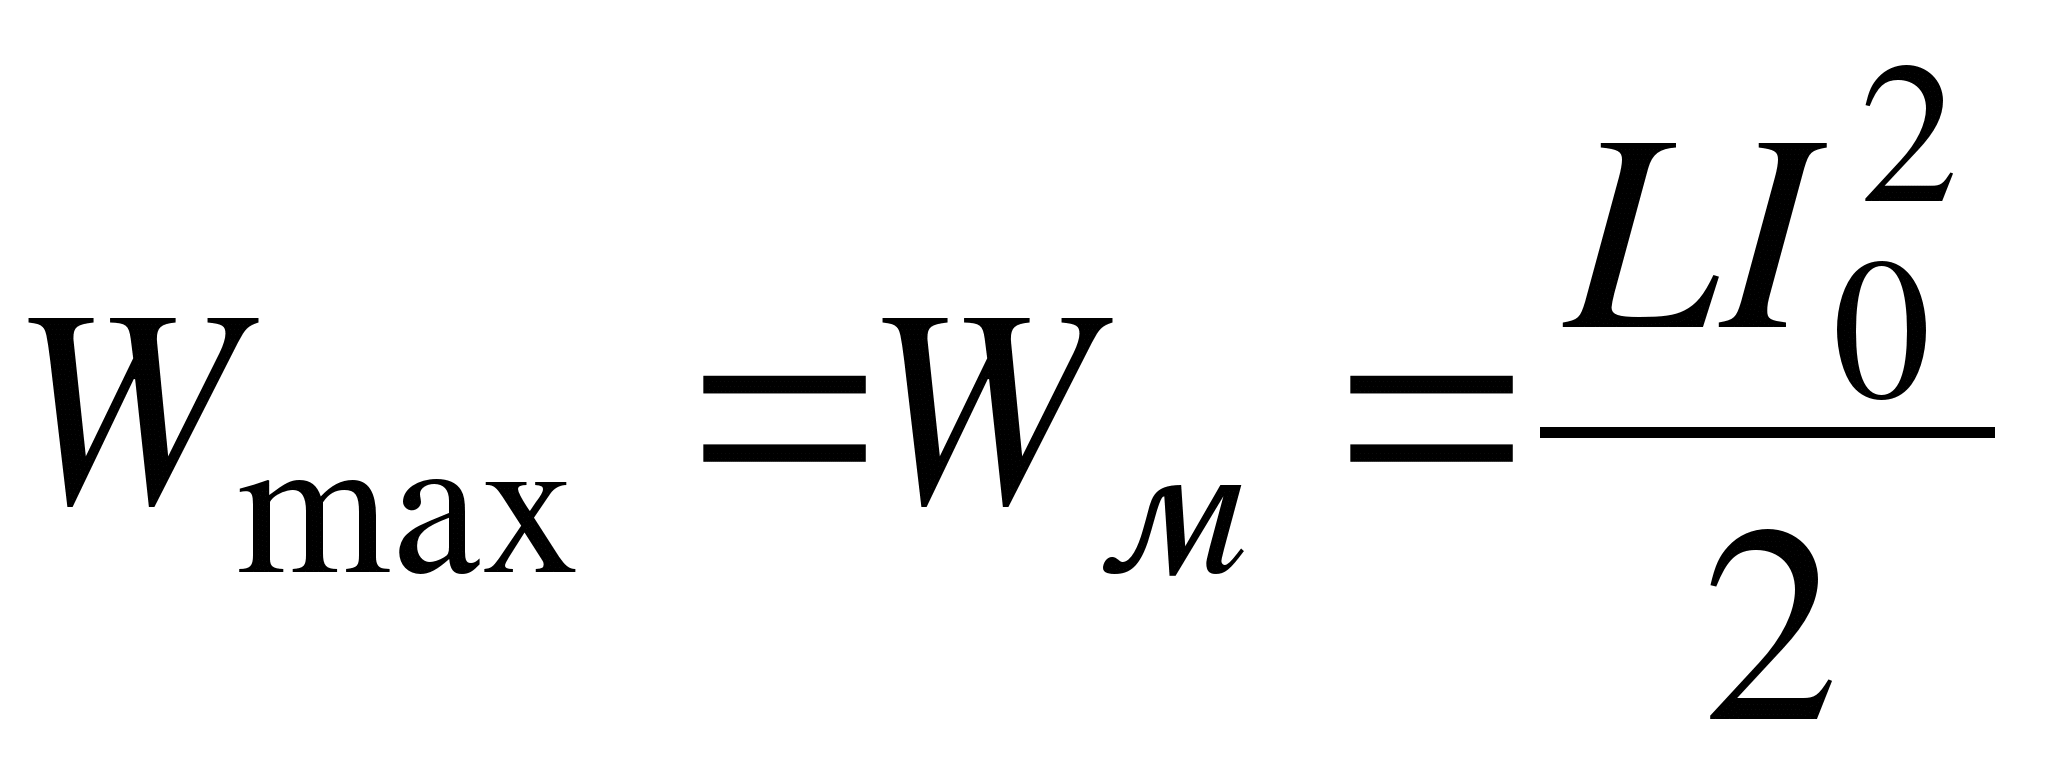 W_max = W_м = LI_0^2 / 2